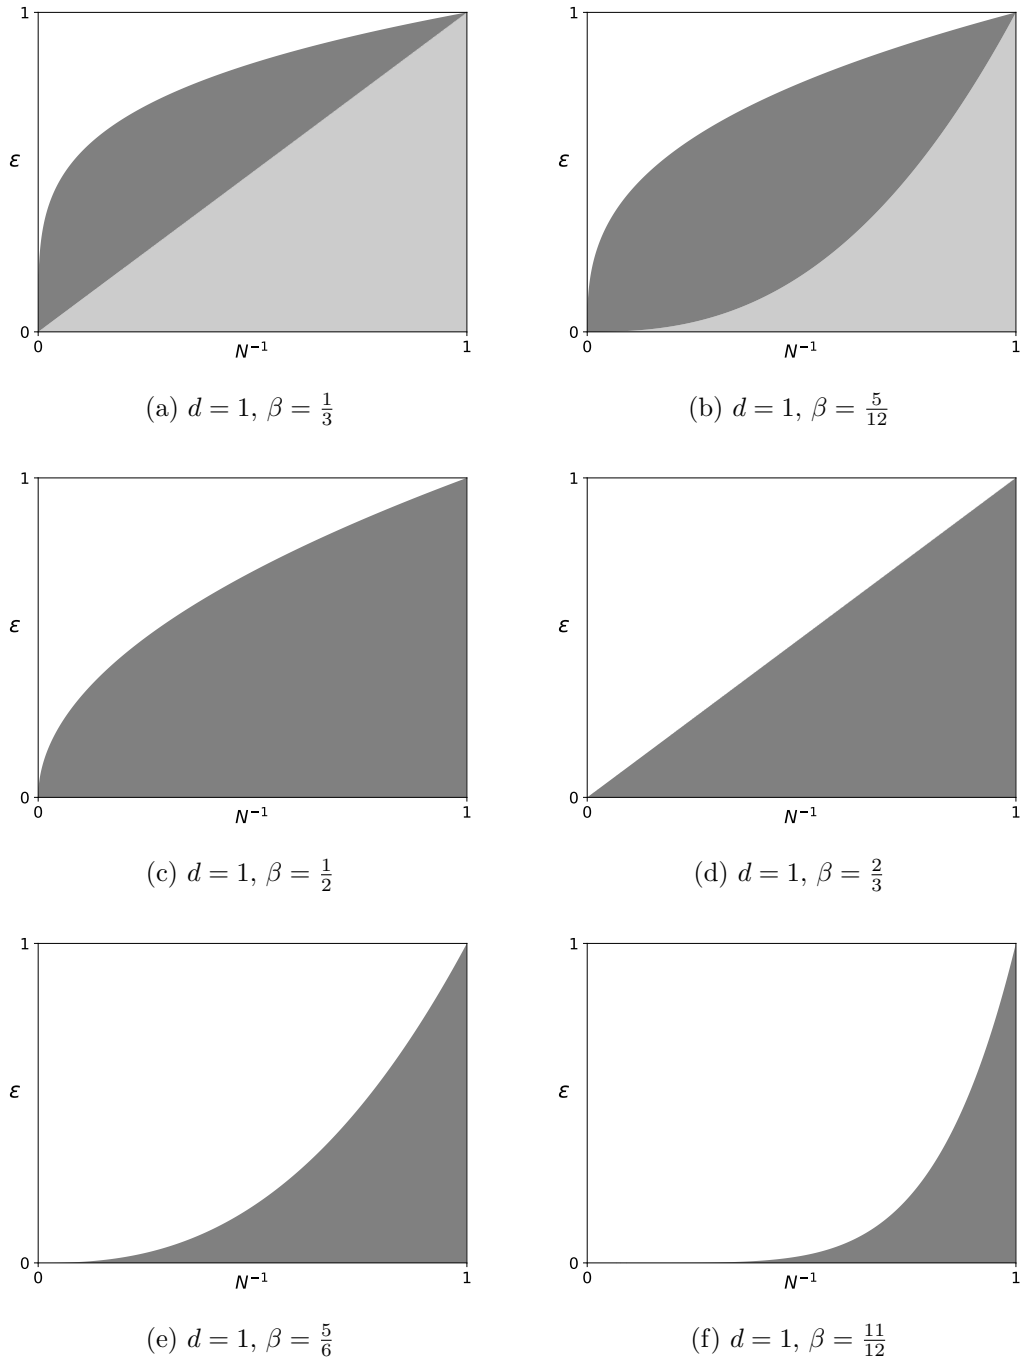 1
ε
0
0
N⁻¹
1
(a) d = 1, β = 1/3
1
ε
0
0
N⁻¹
1
(b) d = 1, β = 5/12
1
ε
0
0
N⁻¹
1
(c) d = 1, β = 1/2
1
ε
0
0
N⁻¹
1
(d) d = 1, β = 2/3
1
ε
0
0
N⁻¹
1
(e) d = 1, β = 5/6
1
ε
0
0
N⁻¹
1
(f) d = 1, β = 11/12